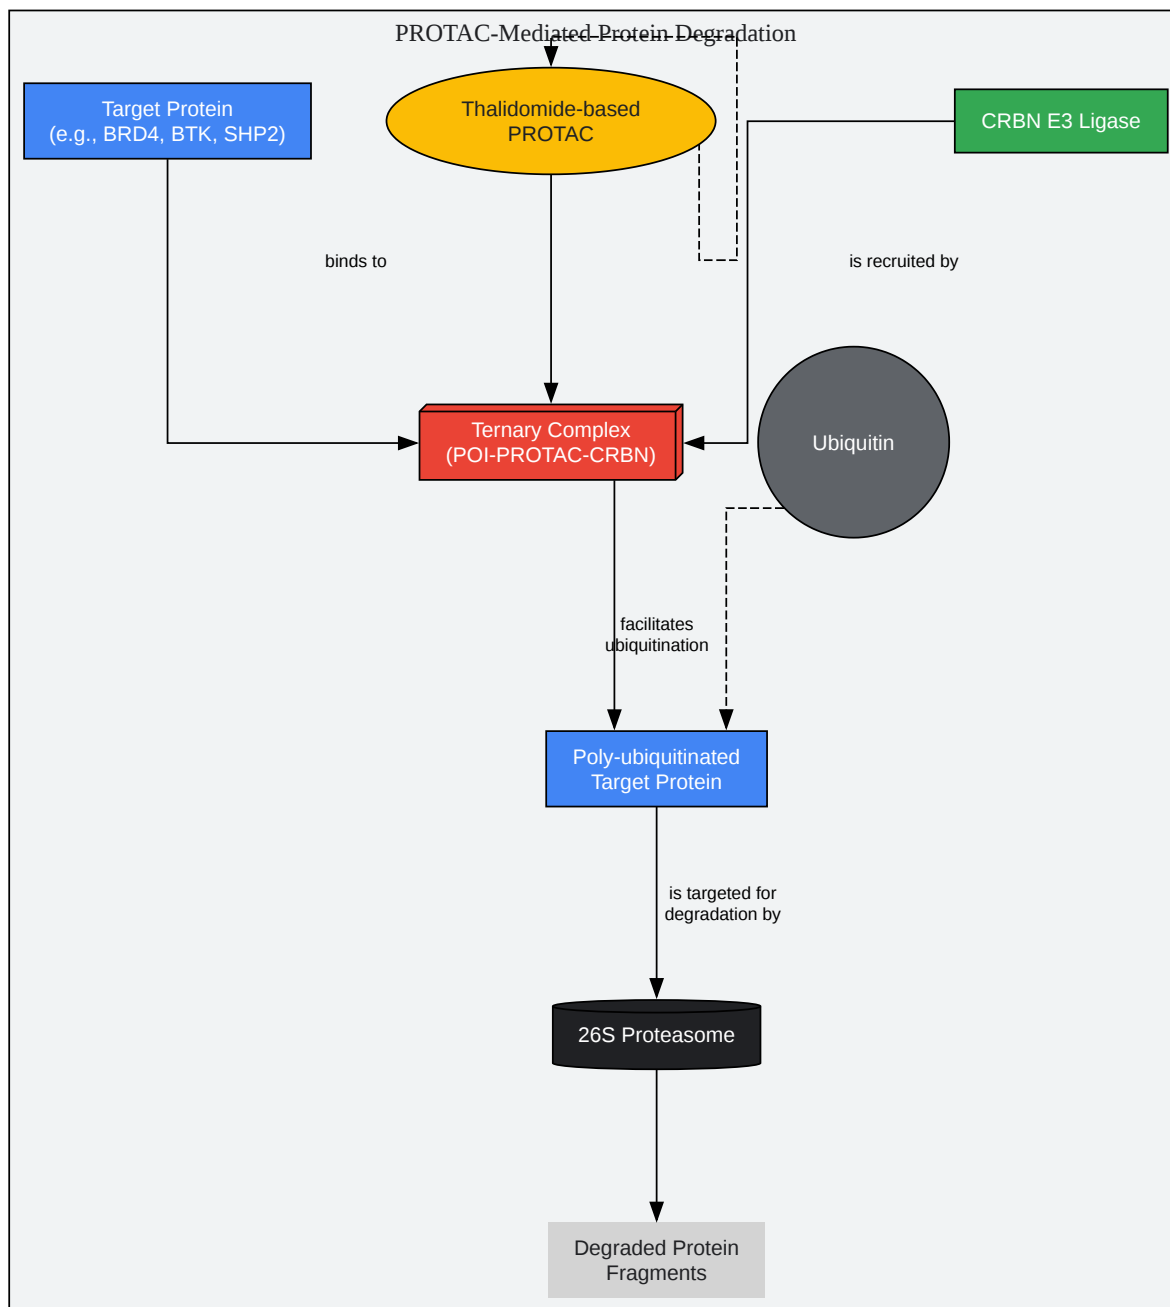 PROTAC-Mediated Protein Degradation
Target Protein
(e.g., BRD4, BTK, SHP2)
Thalidomide-based
PROTAC
CRBN E3 Ligase
binds to
is recruited by
Ternary Complex
(POI-PROTAC-CRBN)
Ubiquitin
facilitates
ubiquitination
Poly-ubiquitinated
Target Protein
is targeted for
degradation by
26S Proteasome
Degraded Protein
Fragments